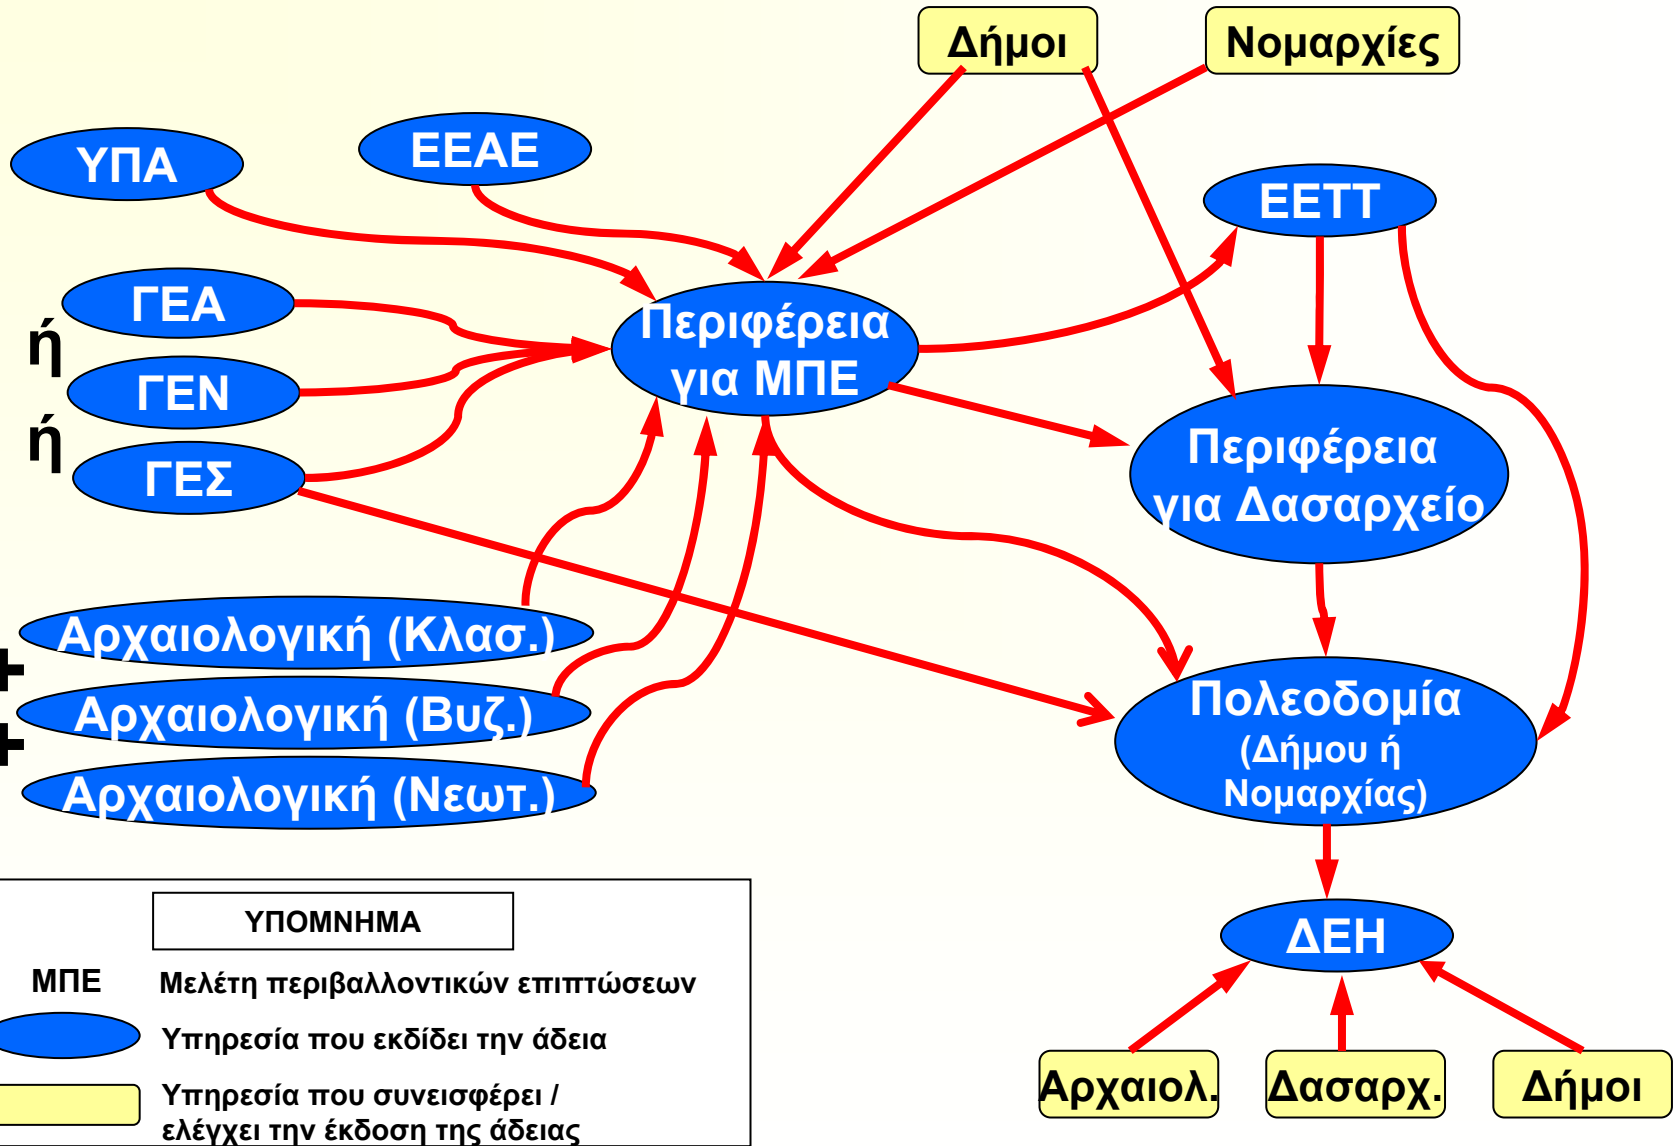 Δήμοι
Νομαρχίες
ΥΠΑ
ΕΕΑΕ
ΕΕΤΤ
ΓΕΑ
ή
ΓΕΝ
ή
ΓΕΣ
Περιφέρεια
για ΜΠΕ
Περιφέρεια
για Δασαρχείο
Αρχαιολογική (Κλασ.)
+
Αρχαιολογική (Βυζ.)
+
Αρχαιολογική (Νεωτ.)
Πολεοδομία
(Δήμου ή
Νομαρχίας)
ΔΕΗ
Αρχαιολ.
Δασαρχ.
Δήμοι
ΥΠΟΜΝΗΜΑ
ΜΠΕ Μελέτη περιβαλλοντικών επιπτώσεων
Υπηρεσία που εκδίδει την άδεια
Υπηρεσία που συνεισφέρει /
ελέγχει την έκδοση της άδειας